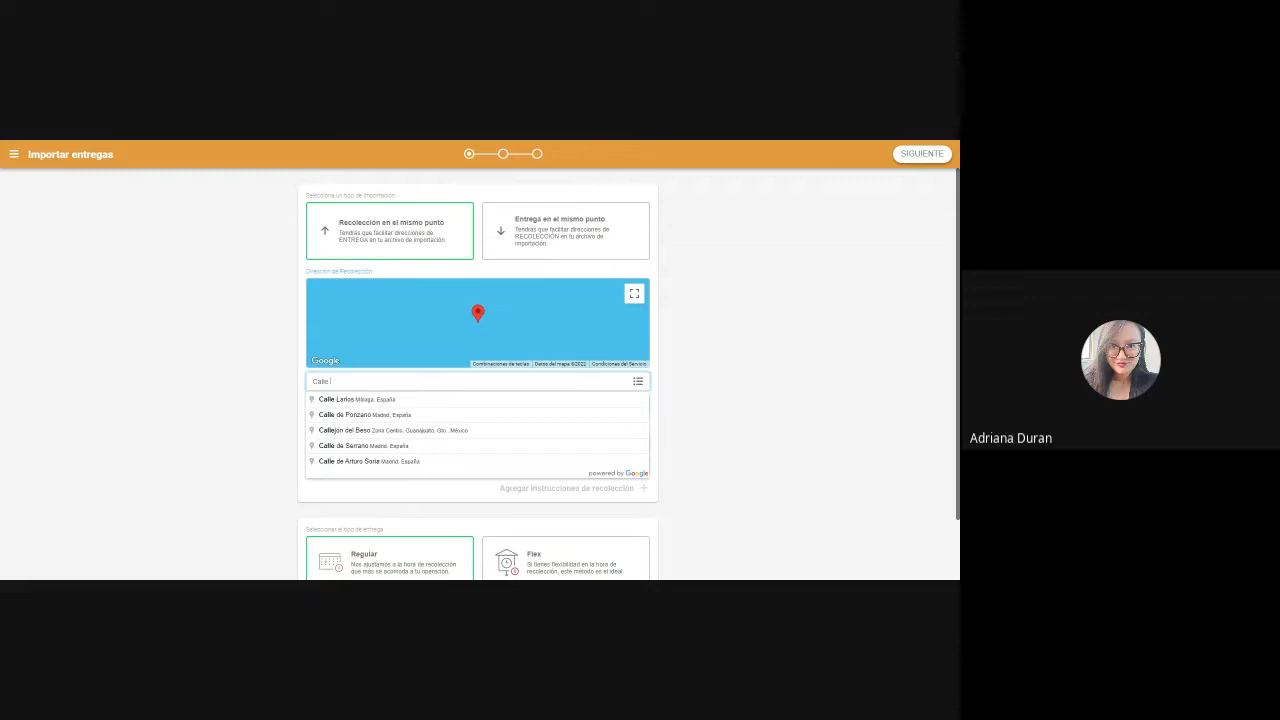 Importar entregas
SIGUIENTE
Selecciona un tipo de importación
Recolección en el mismo punto
Tendrás que facilitar direcciones de
ENTREGA en tu archivo de importación.
Entrega en el mismo punto
Tendrás que facilitar direcciones de
RECOLECCIÓN en tu archivo de
importación.
Dirección de Recolección
Google
Combinaciones de teclas
Datos del mapa ©2022
Condiciones del Servicio
Calle
Calle Larios Málaga, España
Calle de Ponzano Madrid, España
Callejón del Beso Zona Centro, Guanajuato, Gto., México
Calle de Serrano Madrid, España
Calle de Arturo Soria Madrid, España
powered by Google
Agregar instrucciones de recolección +
Seleccionar el tipo de entrega
Regular
Nos ajustamos a la hora de recolección
que más se acomoda a tu operación.
Flex
Si tienes flexibilidad en la hora de
recolección, este método es el ideal.
Adriana Duran